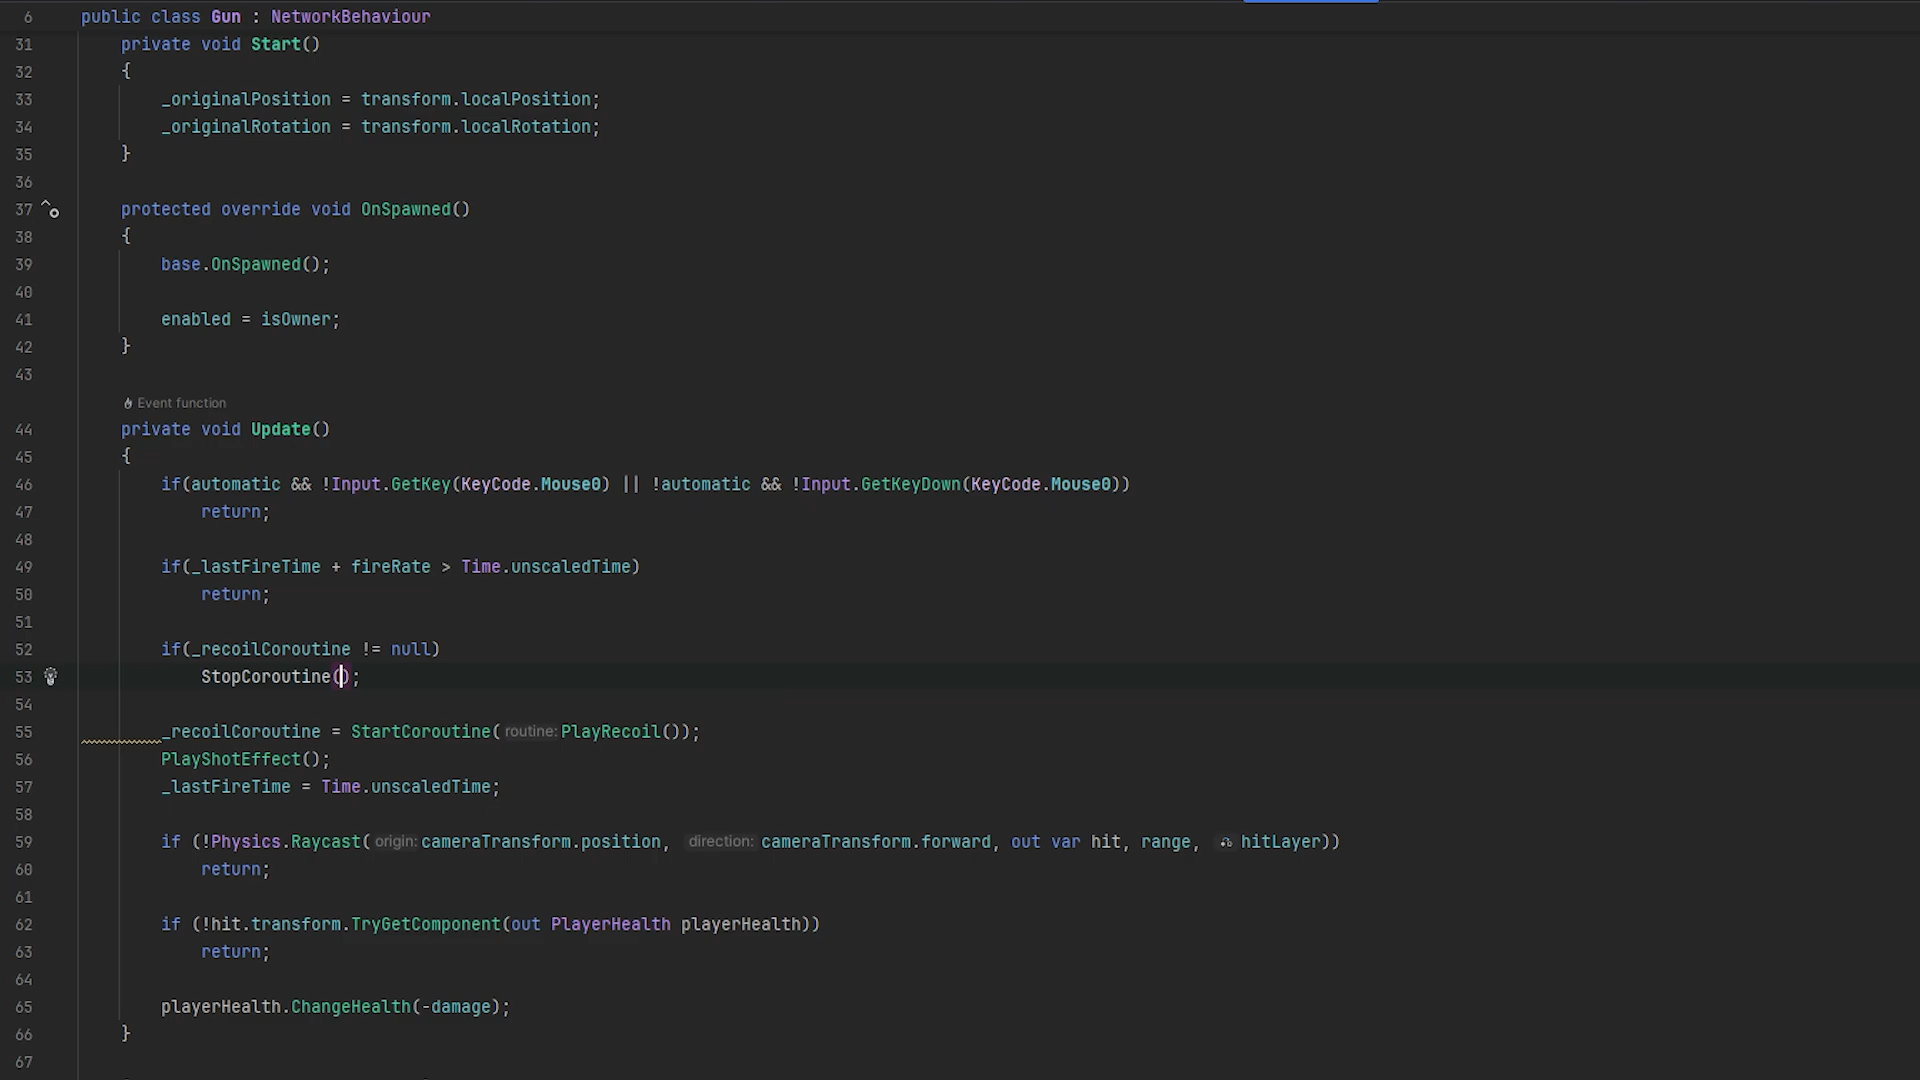 6 public class Gun : NetworkBehaviour
31 private void Start()
32 {
33 _originalPosition = transform.localPosition;
34 _originalRotation = transform.localRotation;
35 }
36
37 protected override void OnSpawned()
38 {
39 base.OnSpawned();
40
41 enabled = isOwner;
42 }
43
Event function
44 private void Update()
45 {
46 if(automatic && !Input.GetKey(KeyCode.Mouse0) || !automatic && !Input.GetKeyDown(KeyCode.Mouse0))
47 return;
48
49 if(_lastFireTime + fireRate > Time.unscaledTime)
50 return;
51
52 if(_recoilCoroutine != null)
53 StopCoroutine();
54
55 _recoilCoroutine = StartCoroutine( routine: PlayRecoil());
56 PlayShotEffect();
57 _lastFireTime = Time.unscaledTime;
58
59 if (!Physics.Raycast( origin: cameraTransform.position, direction: cameraTransform.forward, out var hit, range, hitLayer))
60 return;
61
62 if (!hit.transform.TryGetComponent(out PlayerHealth playerHealth))
63 return;
64
65 playerHealth.ChangeHealth(-damage);
66 }
67